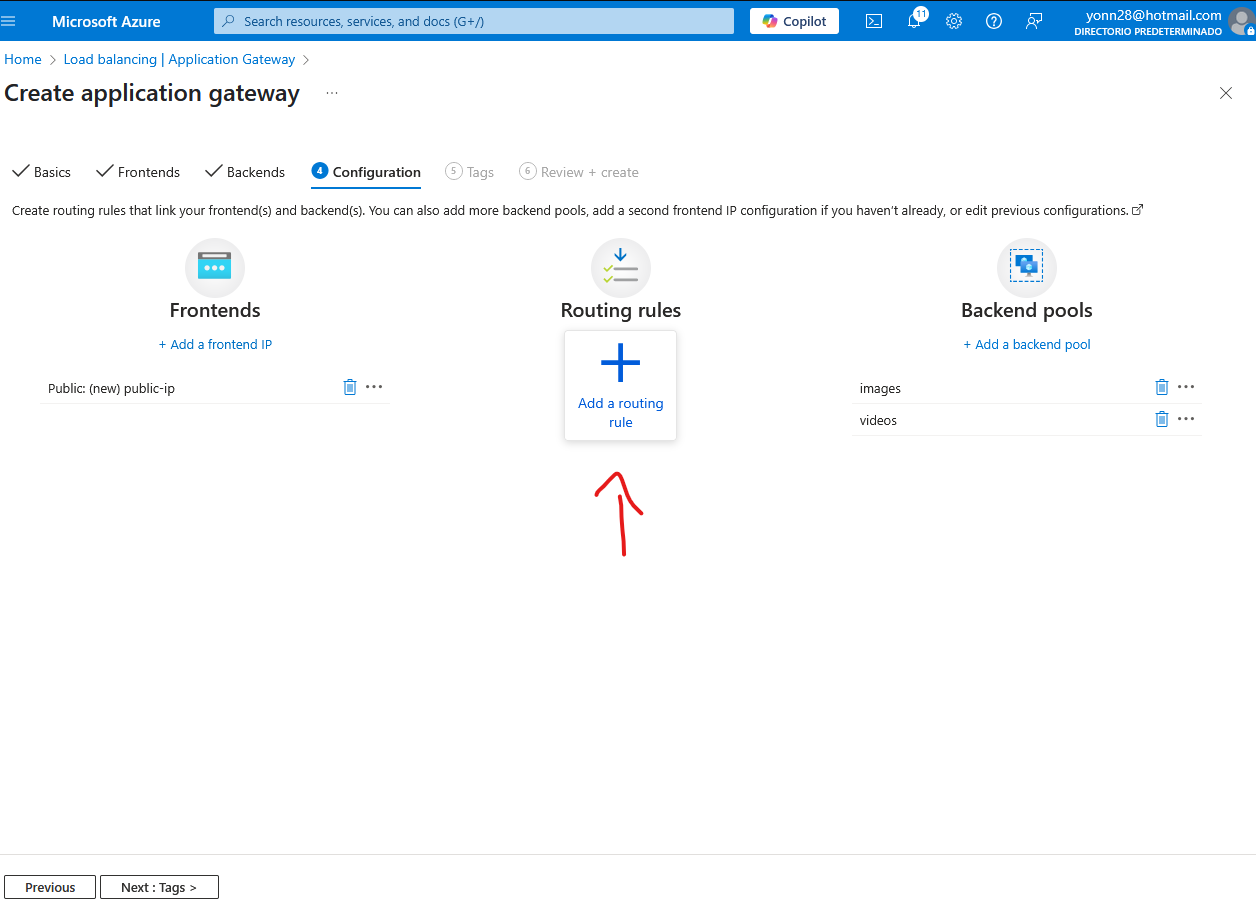 Microsoft Azure
Search resources, services, and docs (G+/)
Copilot
11
yonn28@hotmail.com
DIRECTORIO PREDETERMINADO
Home > Load balancing | Application Gateway >
Create application gateway ...
Basics
Frontends
Backends
4 Configuration
5 Tags
6 Review + create
Create routing rules that link your frontend(s) and backend(s). You can also add more backend pools, add a second frontend IP configuration if you haven't already, or edit previous configurations.
Frontends
+ Add a frontend IP
Public: (new) public-ip
Routing rules
Add a routing
rule
Backend pools
+ Add a backend pool
images
videos
Previous
Next : Tags >